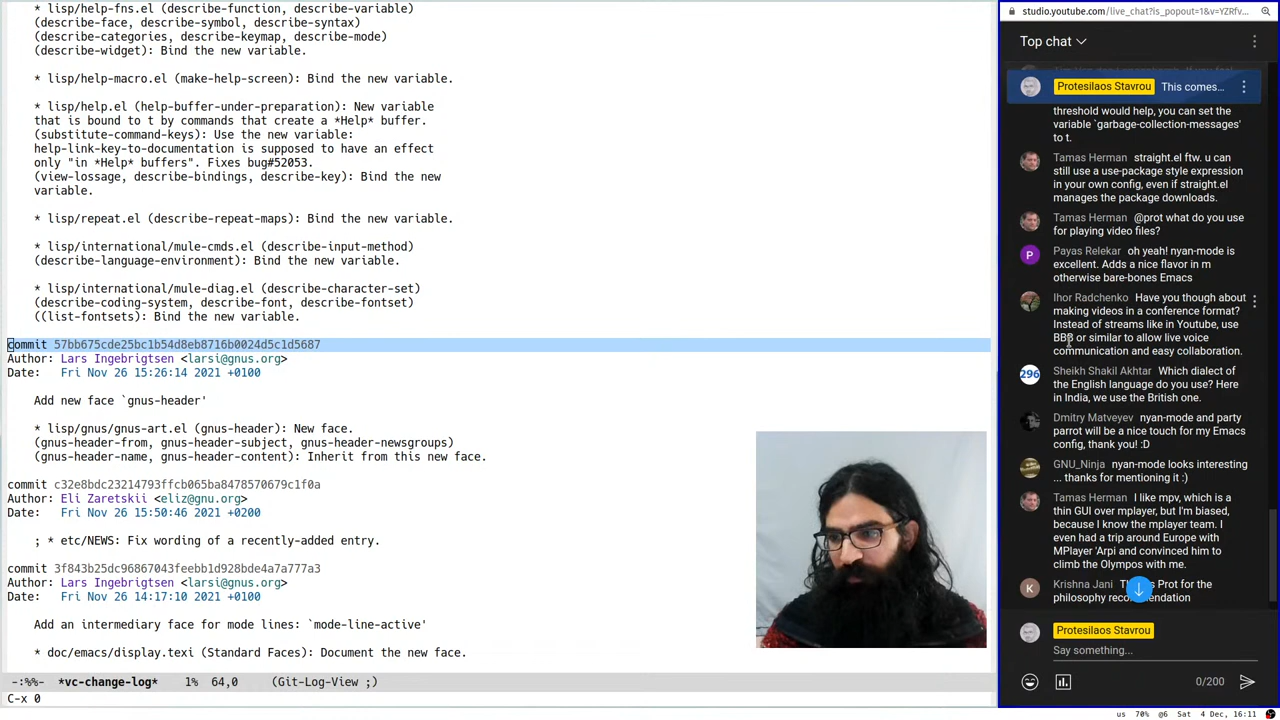 * lisp/help-fns.el (describe-function, describe-variable)
(describe-face, describe-symbol, describe-syntax)
(describe-categories, describe-keymap, describe-mode)
(describe-widget): Bind the new variable.
* lisp/help-macro.el (make-help-screen): Bind the new variable.
* lisp/help.el (help-buffer-under-preparation): New variable
that is bound to t by commands that create a *Help* buffer.
(substitute-command-keys): Use the new variable:
help-link-key-to-documentation is supposed to have an effect
only "in *Help* buffers". Fixes bug#52053.
(view-lossage, describe-bindings, describe-key): Bind the new
variable.
* lisp/repeat.el (describe-repeat-maps): Bind the new variable.
* lisp/international/mule-cmds.el (describe-input-method)
(describe-language-environment): Bind the new variable.
* lisp/international/mule-diag.el (describe-character-set)
(describe-coding-system, describe-font, describe-fontset)
((list-fontsets): Bind the new variable.
commit 57bb675cde25bc1b54d8eb8716b0024d5c1d5687
Author: Lars Ingebrigtsen <larsi@gnus.org>
Date:   Fri Nov 26 15:26:14 2021 +0100
Add new face `gnus-header'
* lisp/gnus/gnus-art.el (gnus-header): New face.
(gnus-header-from, gnus-header-subject, gnus-header-newsgroups)
(gnus-header-name, gnus-header-content): Inherit from this new face.
commit c32e8bdc23214793ffcb065ba8478570679c1f0a
Author: Eli Zaretskii <eliz@gnu.org>
Date:   Fri Nov 26 15:50:46 2021 +0200
; * etc/NEWS: Fix wording of a recently-added entry.
commit 3f843b25dc96867043feebb1d928bde4a7a777a3
Author: Lars Ingebrigtsen <larsi@gnus.org>
Date:   Fri Nov 26 14:17:10 2021 +0100
Add an intermediary face for mode lines: `mode-line-active'
* doc/emacs/display.texi (Standard Faces): Document the new face.
-:%%-  *vc-change-log*   1%  64,0   (Git-Log-View ;)
C-x 0
studio.youtube.com/live_chat?is_popout=1&v=YZRfv...
Top chat
Protesilaos Stavrou This comes...
threshold would help, you can set the
variable `garbage-collection-messages'
to t.
Tamas Herman straight.el ftw. u can
still use a use-package style expression
in your own config, even if straight.el
manages the package downloads.
Tamas Herman @prot what do you use
for playing video files?
P
Payas Relekar oh yeah! nyan-mode is
excellent. Adds a nice flavor in m
otherwise bare-bones Emacs
Ihor Radchenko Have you though about
making videos in a conference format?
Instead of streams like in Youtube, use
BBB or similar to allow live voice
communication and easy collaboration.
296
Sheikh Shakil Akhtar Which dialect of
the English language do you use? Here
in India, we use the British one.
Dmitry Matveyev nyan-mode and party
parrot will be a nice touch for my Emacs
config, thank you! :D
GNU_Ninja nyan-mode looks interesting
... thanks for mentioning it :)
Tamas Herman I like mpv, which is a
thin GUI over mplayer, but I'm biased,
because I know the mplayer team. I
even had a trip around Europe with
MPlayer 'Arpi and convinced him to
climb the Olympos with me.
K
Krishna Jani Prot for the
philosophy
Protesilaos Stavrou
Say something...
0/200
us 70% @6 Sat 4 Dec, 16:11